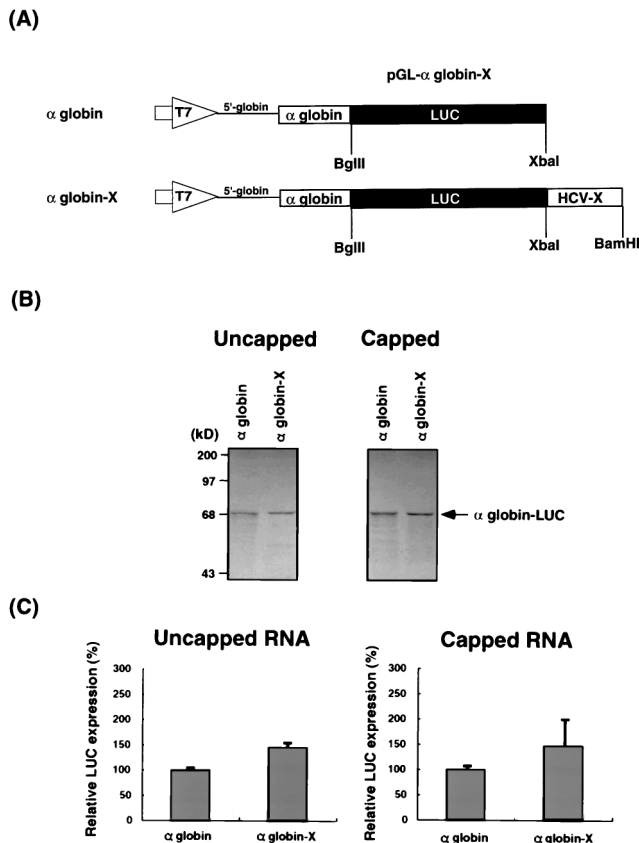 (A)
pGL-α globin-X
α globin
T7
5'-globin
α globin
LUC
BglII
XbaI
α globin-X
T7
5'-globin
α globin
LUC
HCV-X
BglII
XbaI
BamHI
(B)
Uncapped
Capped
α globin
α globin-X
α globin
α globin-X
(kD)
200
97
68
43
α globin-LUC
(C)
Uncapped RNA
Relative LUC expression (%)
300
250
200
150
100
50
0
α globin
α globin-X
Capped RNA
Relative LUC expression (%)
300
250
200
150
100
50
0
α globin
α globin-X